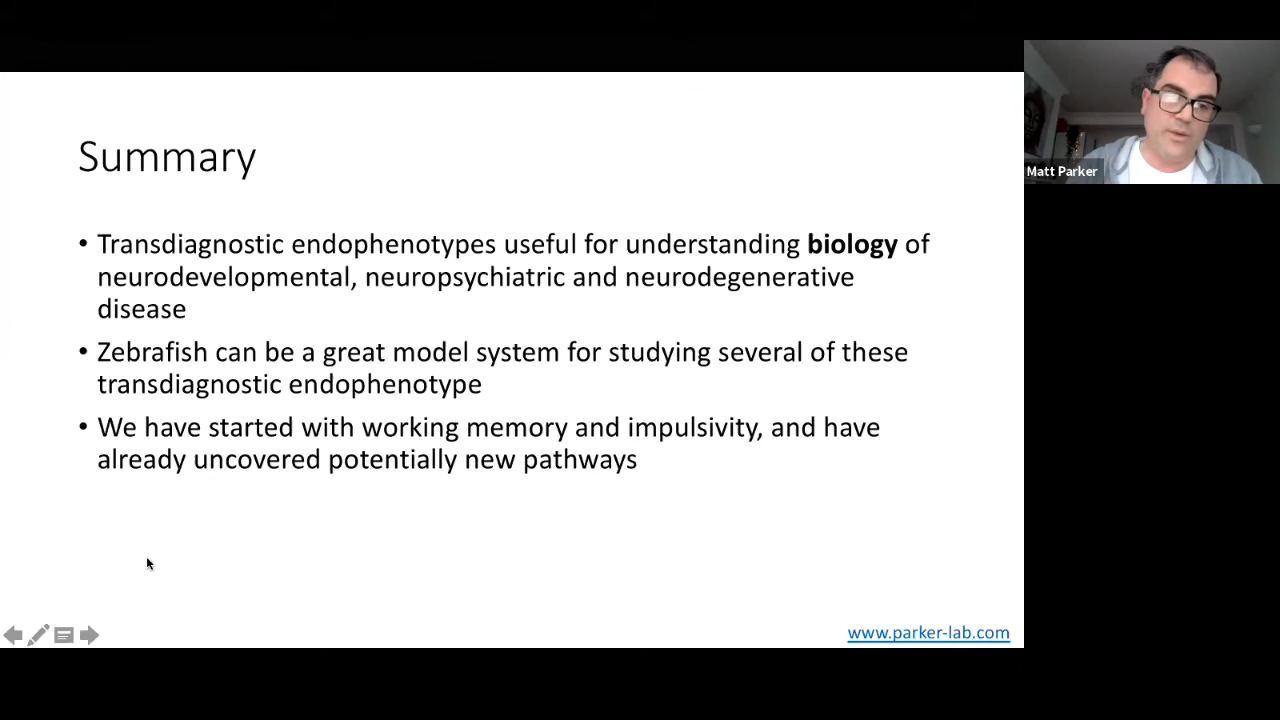 Summary
• Transdiagnostic endophenotypes useful for understanding biology of
neurodevelopmental, neuropsychiatric and neurodegenerative
disease
• Zebrafish can be a great model system for studying several of these
transdiagnostic endophenotype
• We have started with working memory and impulsivity, and have
already uncovered potentially new pathways
www.parker-lab.com
Matt Parker